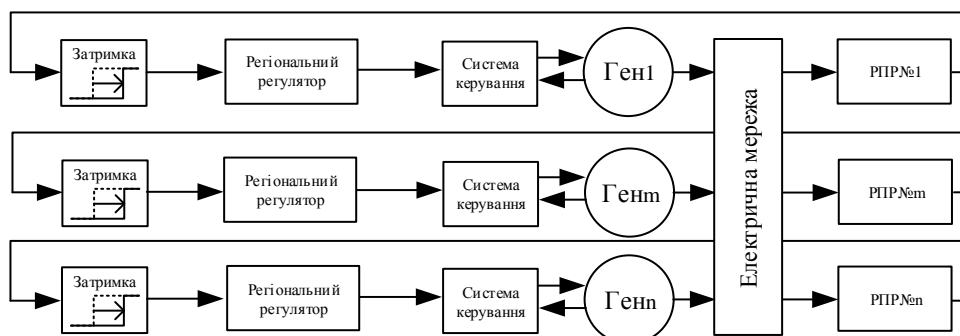 Затримка
Регіональний
регулятор
Система
керування
Ген1
РПР№1
Затримка
Регіональний
регулятор
Система
керування
Генm
РПР№m
Затримка
Регіональний
регулятор
Система
керування
Генn
РПР№n
Електрична мережа